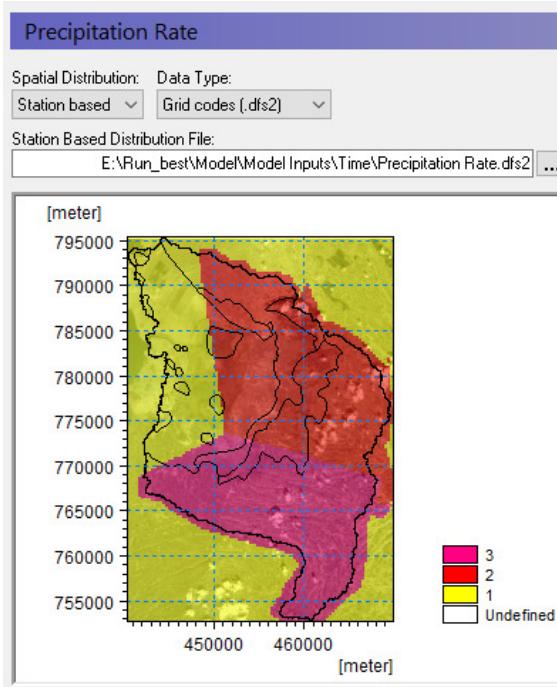 Precipitation Rate
Spatial Distribution: Data Type:
Station based Grid codes (.dfs2)
Station Based Distribution File:
E:\Run_best\Model\Model Inputs\Time\Precipitation Rate.dfs2 ...
[meter]
795000
790000
785000
780000
775000
770000
765000
760000
755000
450000 460000
[meter]
3
2
1
Undefined